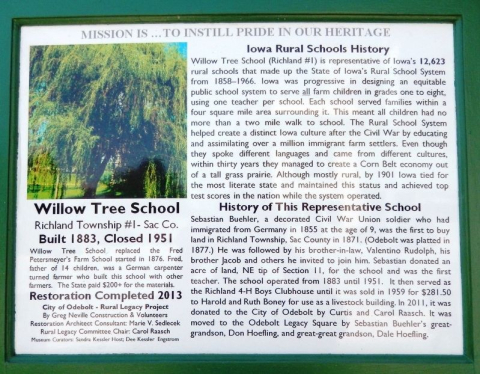 MISSION IS ...TO INSTILL PRIDE IN OUR HERITAGE
Iowa Rural Schools History
Willow Tree School (Richland #1) is representative of Iowa's 12,623
rural schools that made up the State of Iowa's Rural School System
from 1858–1966. Iowa was progressive in designing an equitable
public school system to serve all farm children in grades one to eight,
using one teacher per school. Each school served families within a
four square mile area surrounding it. This meant all children had no
more than a two mile walk to school. The Rural School System
helped create a distinct Iowa culture after the Civil War by educating
and assimilating over a million immigrant farm settlers. Even though
they spoke different languages and came from different cultures,
within thirty years they managed to create a Corn Belt economy out
of a tall grass prairie. Although mostly rural, by 1901 Iowa tied for
the most literate state and maintained this status and achieved top
test scores in the nation while the system operated.
History of This Representative School
Sebastian Buehler, a decorated Civil War Union soldier who had
immigrated from Germany in 1855 at the age of 9, was the first to buy
land in Richland Township, Sac County in 1871. (Odebolt was platted in
1877.) He was followed by his brother-in-law, Valentino Rudolph, his
brother Jacob and others he invited to join him. Sebastian donated an
acre of land, NE tip of Section 11, for the school and was the first
teacher. The school operated from 1883 until 1951. It then served as
the Richland 4-H Boys Clubhouse until it was sold in 1959 for $281.50
to Harold and Ruth Boney for use as a livestock building. In 2011, it was
donated to the City of Odebolt by Curtis and Carol Raasch. It was
moved to the Odebolt Legacy Square by Sebastian Buehler's great-
grandson, Don Hoefling, and great-great grandson, Dale Hoefling.
Willow Tree School
Richland Township #1- Sac Co.
Built 1883, Closed 1951
Willow Tree School replaced the Fred
Petersmeyer's Farm School started in 1876. Fred,
father of 14 children, was a German carpenter
turned farmer who built this school with other
farmers. The State paid $200+ for the materials.
Restoration Completed 2013
City of Odebolt - Rural Legacy Project
By Greg Neville Construction & Volunteers
Restoration Architect Consultant: Marie V. Sedlecek
Rural Legacy Committee Chair: Carol Raasch
Museum Curators: Sandra Kessler Host; Dee Kessler Engstrom